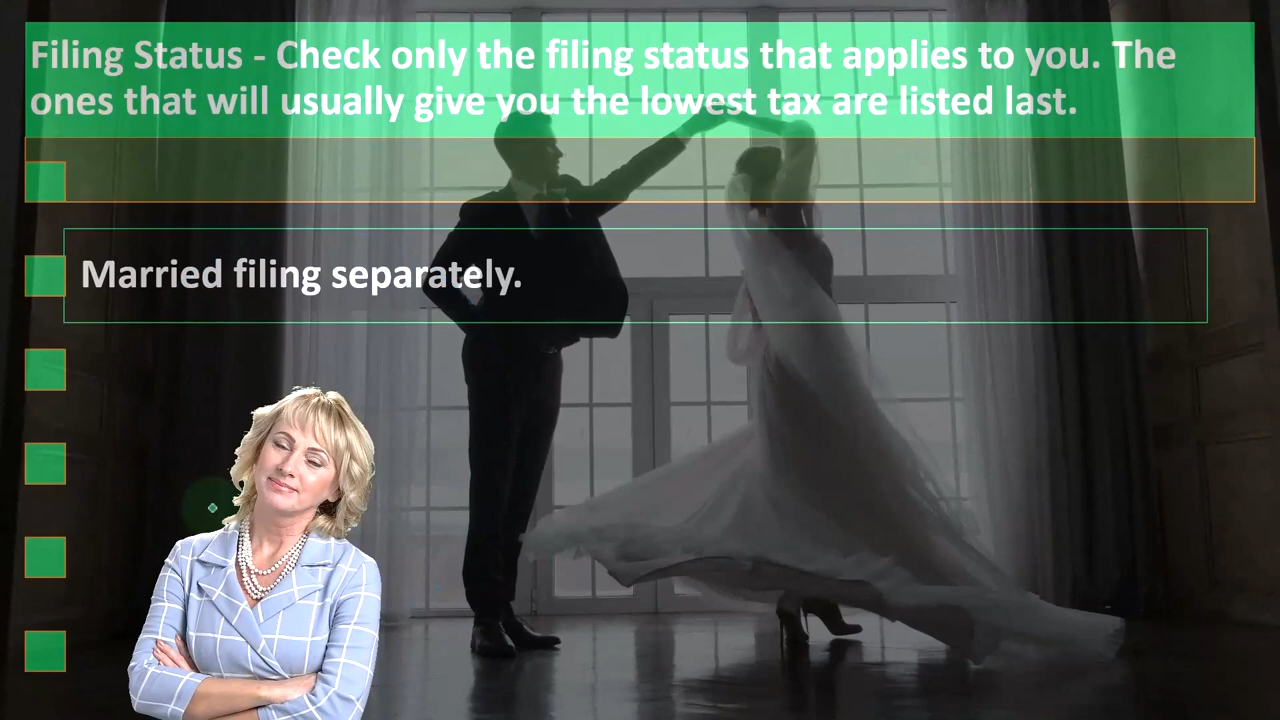 Filing Status - Check only the filing status that applies to you. The
ones that will usually give you the lowest tax are listed last.
Married filing separately.